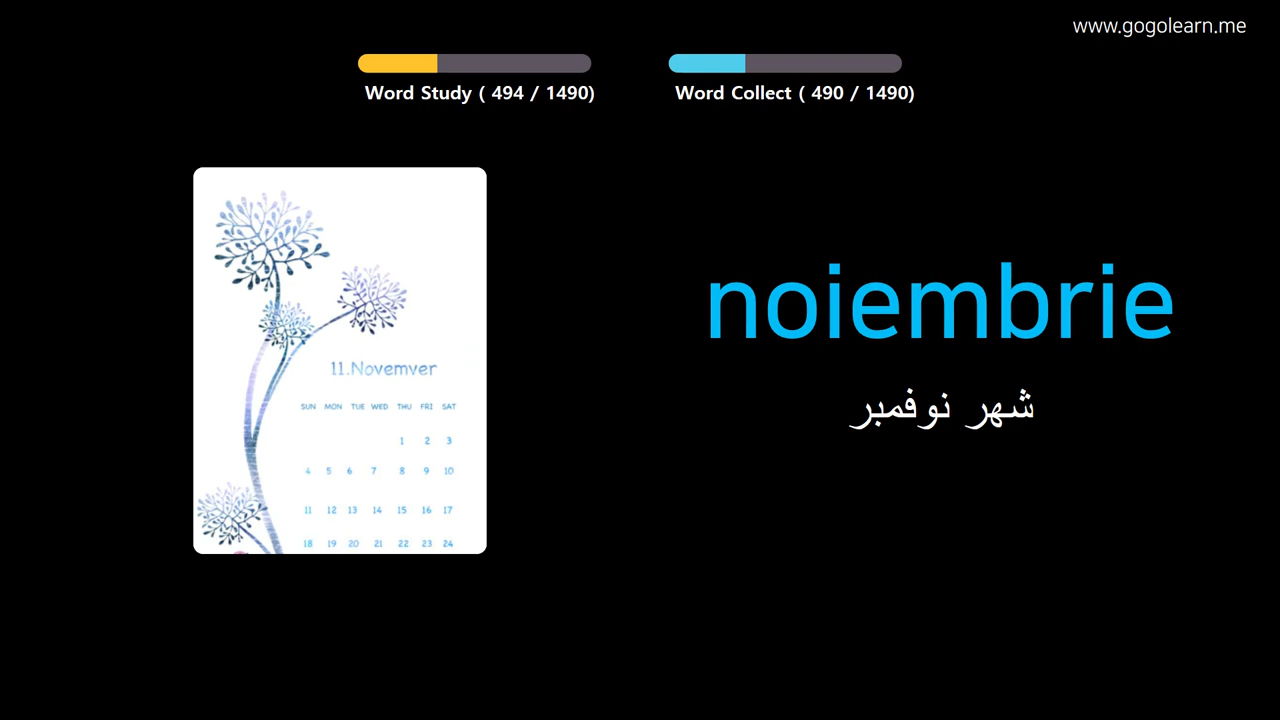 www.gogolearn.me
Word Study ( 494 / 1490)
Word Collect ( 490 / 1490)
11.Novemver
SUN MON TUE WED THU FRI SAT
1 2 3
4 5 6 7 8 9 10
11 12 13 14 15 16 17
18 19 20 21 22 23 24
noiembrie
شهر نوفمبر